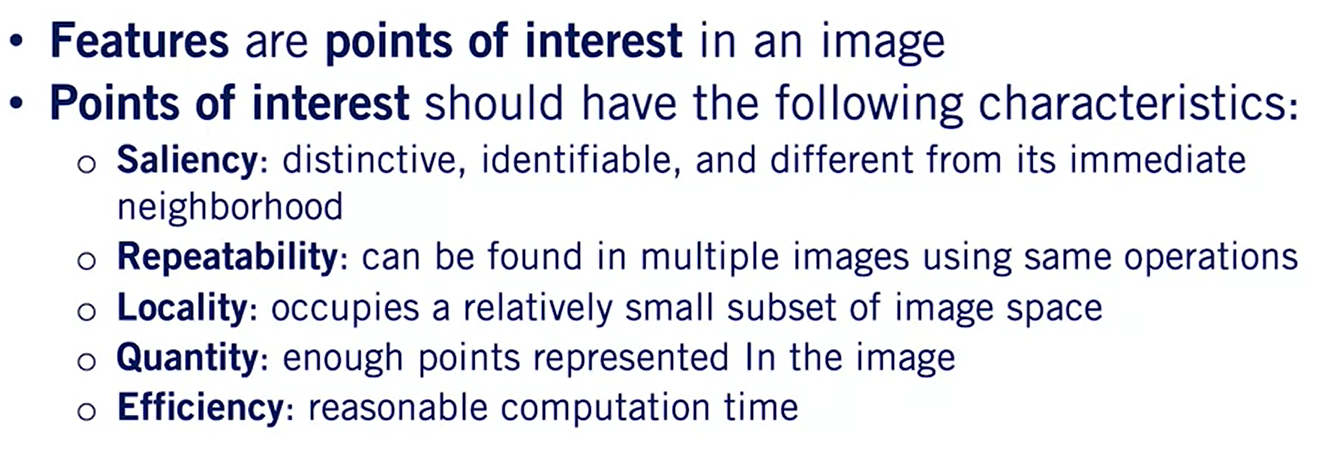 • Features are points of interest in an image
• Points of interest should have the following characteristics:
o Saliency: distinctive, identifiable, and different from its immediate
neighborhood
o Repeatability: can be found in multiple images using same operations
o Locality: occupies a relatively small subset of image space
o Quantity: enough points represented In the image
o Efficiency: reasonable computation time